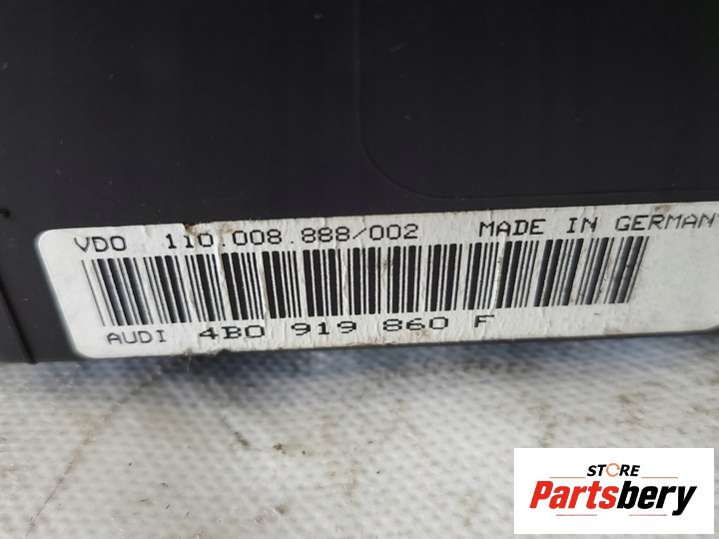 VDO 110.008.888/002 MADE IN GERMANY
AUDI 4B0 919 860 F
STORE
Partsbery